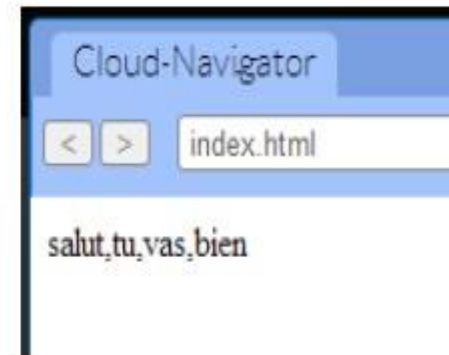 Cloud-Navigator
< > index.html
salut,tu,vas,bien